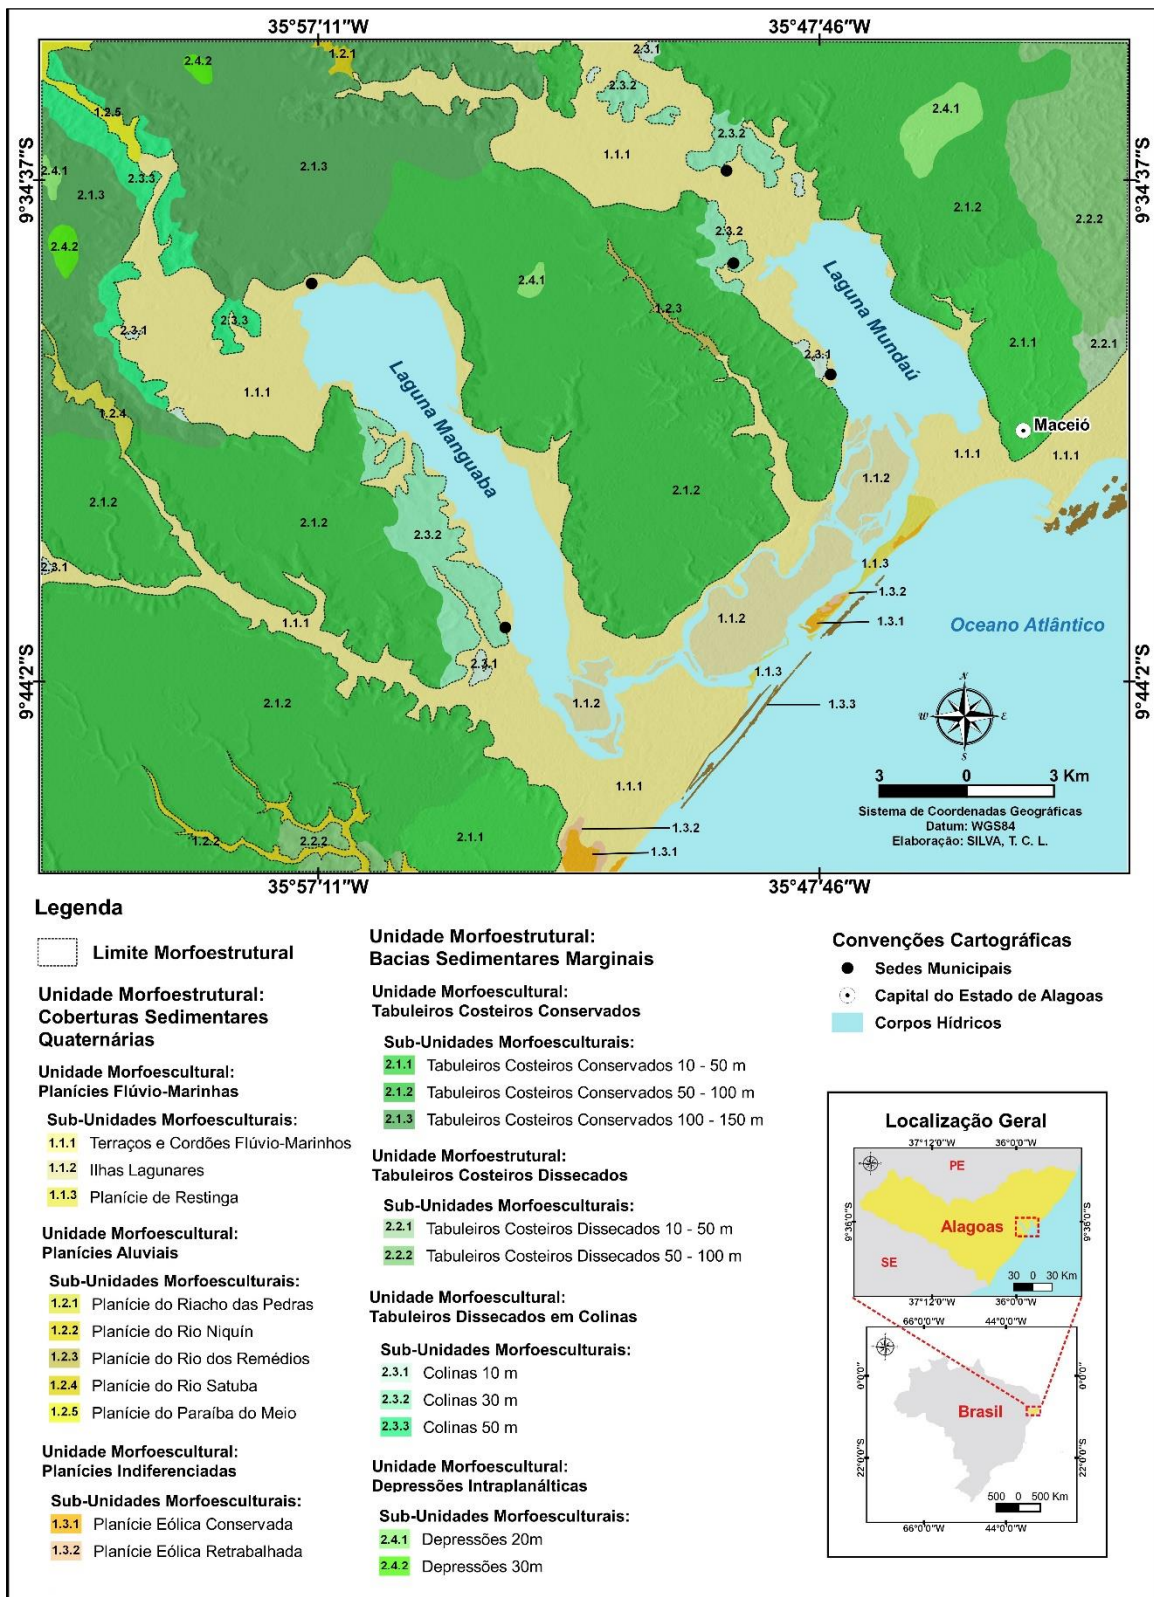 35°57'11"W
35°47'46"W
9°34'37"S
9°34'37"S
2.4.2
1.2.1
2.3.1
2.3.2
2.4.1
1.2.5
2.3.2
2.1.3
1.1.1
2.4.1
2.3.3
2.1.3
2.1.2
2.2.2
2.4.2
2.3.2
2.4.1
Laguna Mundaú
1.2.3
2.3.1
2.3.3
2.3.1
2.1.1
2.2.1
1.1.1
Laguna Manguaba
1.2.4
Maceió
1.1.1
1.1.1
1.1.2
2.1.2
2.1.2
2.1.2
2.3.2
2.3.1
1.1.3
1.3.2
1.1.1
1.1.2
1.3.1
Oceano Atlântico
2.3.1
1.1.3
9°44'2"S
9°44'2"S
2.1.2
1.1.2
1.3.3
N
W
E
S
1.1.1
3 0 3 Km
Sistema de Coordenadas Geográficas
Datum: WGS84
Elaboração: SILVA, T. C. L.
1.2.2
2.2.2
2.1.1
1.3.2
1.3.1
35°57'11"W
35°47'46"W
Legenda
Limite Morfoestrutural
Unidade Morfoestrutural:
Coberturas Sedimentares
Quaternárias
Unidade Morfoescultural:
Planícies Flúvio-Marinhas
Sub-Unidades Morfoesculturais:
1.1.1 Terraços e Cordões Flúvio-Marinhos
1.1.2 Ilhas Lagunares
1.1.3 Planície de Restinga
Unidade Morfoescultural:
Planícies Aluviais
Sub-Unidades Morfoesculturais:
1.2.1 Planície do Riacho das Pedras
1.2.2 Planície do Rio Niquín
1.2.3 Planície do Rio dos Remédios
1.2.4 Planície do Rio Satuba
1.2.5 Planície do Paraíba do Meio
Unidade Morfoescultural:
Planícies Indiferenciadas
Sub-Unidades Morfoesculturais:
1.3.1 Planície Eólica Conservada
1.3.2 Planície Eólica Retrabalhada
Unidade Morfoestrutural:
Bacias Sedimentares Marginais
Unidade Morfoescultural:
Tabuleiros Costeiros Conservados
Sub-Unidades Morfoesculturais:
2.1.1 Tabuleiros Costeiros Conservados 10 - 50 m
2.1.2 Tabuleiros Costeiros Conservados 50 - 100 m
2.1.3 Tabuleiros Costeiros Conservados 100 - 150 m
Unidade Morfoestrutural:
Tabuleiros Costeiros Dissecados
Sub-Unidades Morfoesculturais:
2.2.1 Tabuleiros Costeiros Dissecados 10 - 50 m
2.2.2 Tabuleiros Costeiros Dissecados 50 - 100 m
Unidade Morfoescultural:
Tabuleiros Dissecados em Colinas
Sub-Unidades Morfoesculturais:
2.3.1 Colinas 10 m
2.3.2 Colinas 30 m
2.3.3 Colinas 50 m
Unidade Morfoescultural:
Depressões Intraplanálticas
Sub-Unidades Morfoesculturais:
2.4.1 Depressões 20m
2.4.2 Depressões 30m
Convenções Cartográficas
Sedes Municipais
Capital do Estado de Alagoas
Corpos Hídricos
Localização Geral
37°12'0"W 36°0'0"W
PE
9°36'0"S
9°36'0"S
Alagoas
SE
30 0 30 Km
37°12'0"W 36°0'0"W
66°0'0"W 44°0'0"W
0°0'0"
0°0'0"
Brasil
22°0'0"S
22°0'0"S
500 0 500 Km
66°0'0"W 44°0'0"W